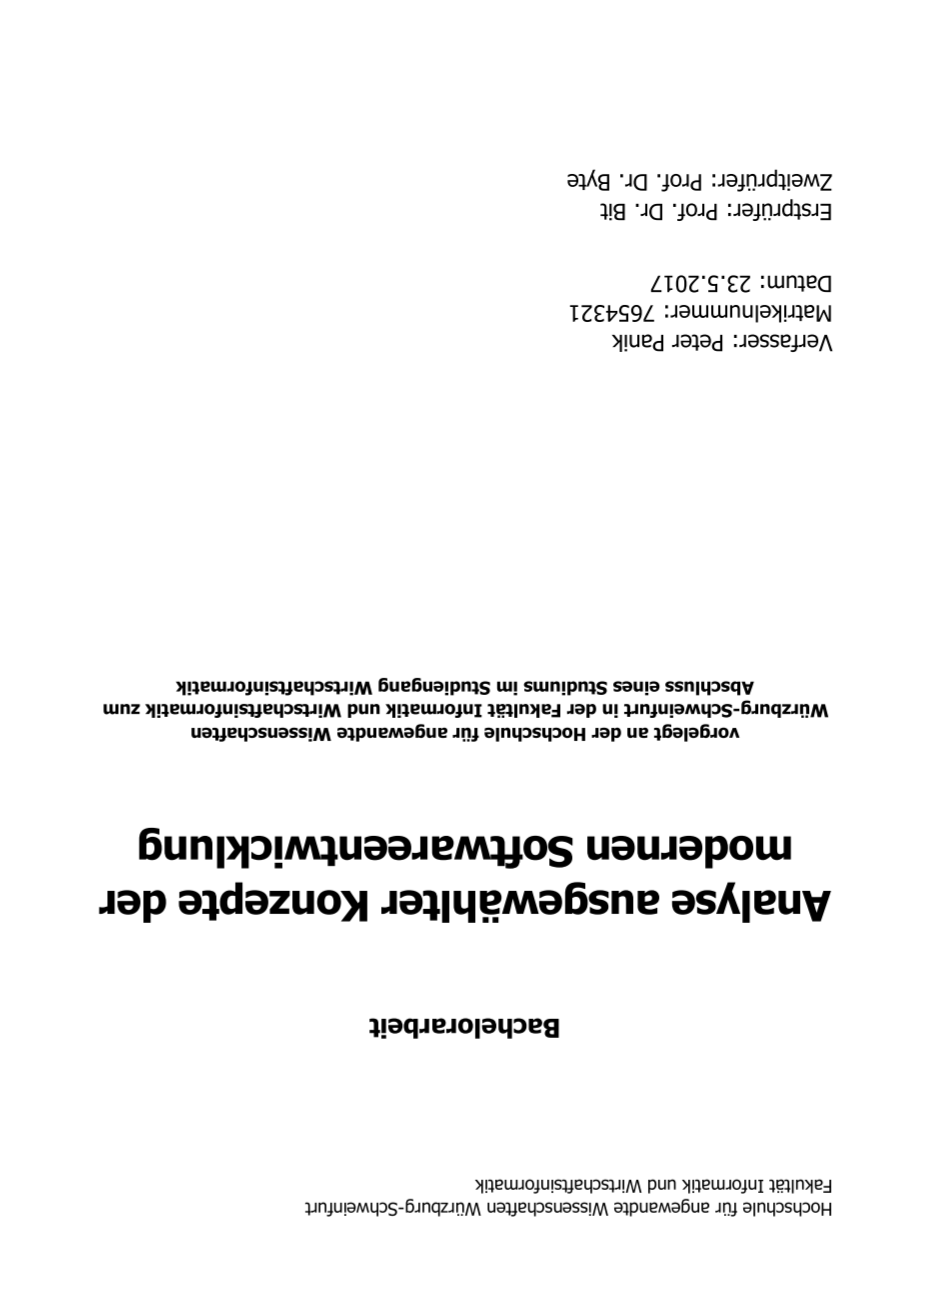 Hochschule für angewandte Wissenschaften Würzburg-Schweinfurt
Fakultät Informatik und Wirtschaftsinformatik
Bachelorarbeit
Analyse ausgewählter Konzepte der
modernen Softwareentwicklung
vorgelegt an der Hochschule für angewandte Wissenschaften
Würzburg-Schweinfurt in der Fakultät Informatik und Wirtschaftsinformatik zum
Abschluss eines Studiums im Studiengang Wirtschaftsinformatik
Verfasser: Peter Panik
Matrikelnummer: 7654321
Datum: 23.5.2017
Erstprüfer: Prof. Dr. Bit
Zweitprüfer: Prof. Dr. Byte